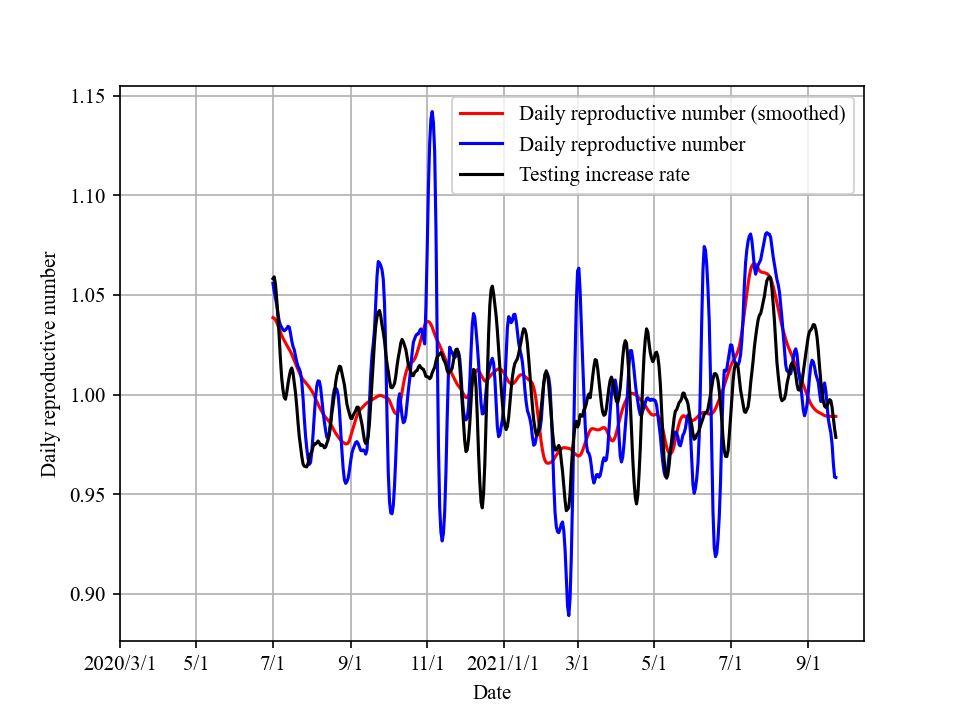 Daily reproductive number (smoothed)
Daily reproductive number
Testing increase rate
Daily reproductive number
1.15
1.10
1.05
1.00
0.95
0.90
2020/3/1 5/1 7/1 9/1 11/1 2021/1/1 3/1 5/1 7/1 9/1
Date